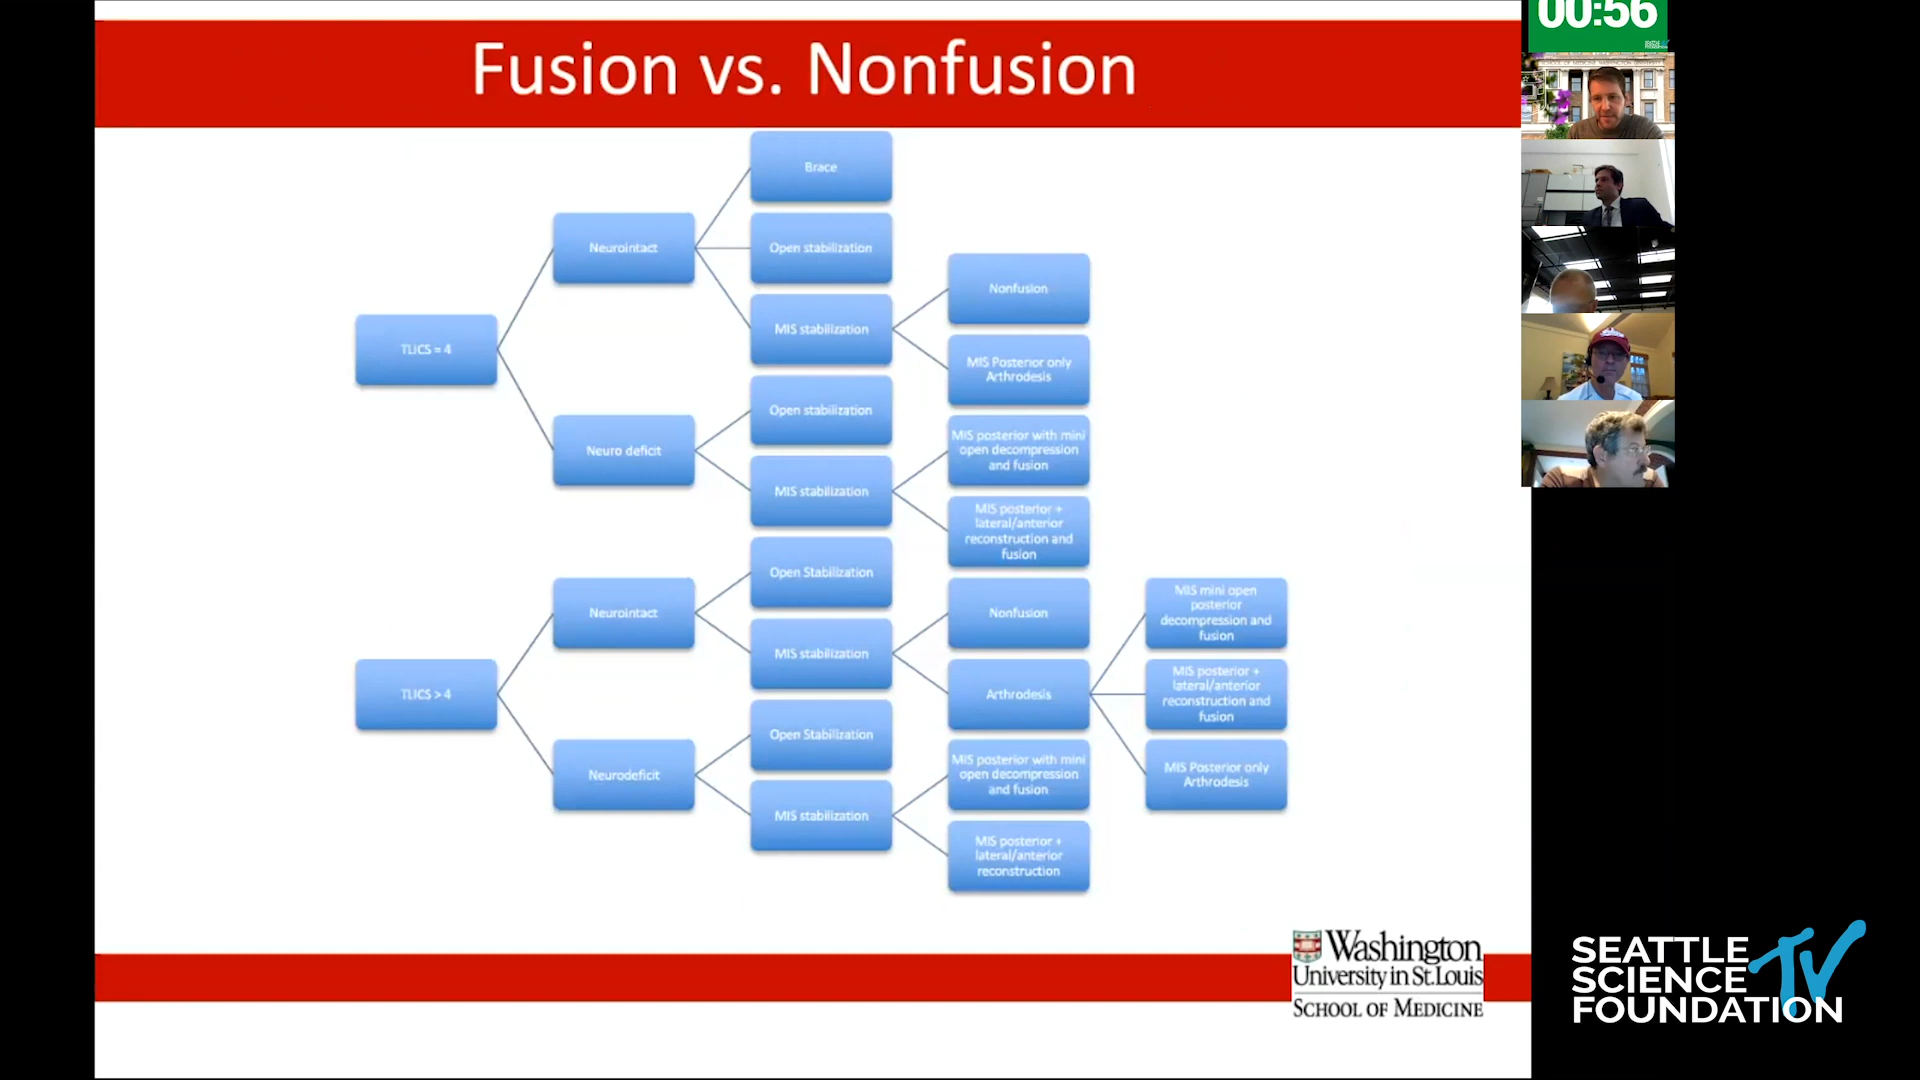 Fusion vs. Nonfusion
00:56
Brace
Neurointact
Open stabilization
Nonfusion
MIS stabilization
TLICS = 4
MIS Posterior only
Arthrodesis
Open stabilization
Neuro deficit
MIS posterior with mini
open decompression
and fusion
MIS stabilization
MIS posterior +
lateral/anterior
reconstruction and
fusion
Open Stabilization
Neurointact
Nonfusion
MIS mini open
posterior
decompression and
fusion
MIS stabilization
TLICS > 4
Arthrodesis
MIS posterior +
lateral/anterior
reconstruction and
fusion
Open Stabilization
Neurodeficit
MIS posterior with mini
open decompression
and fusion
MIS Posterior only
Arthrodesis
MIS stabilization
MIS posterior +
lateral/anterior
reconstruction
Washington
University in St. Louis
SCHOOL OF MEDICINE
SEATTLE
SCIENCE TV
FOUNDATION